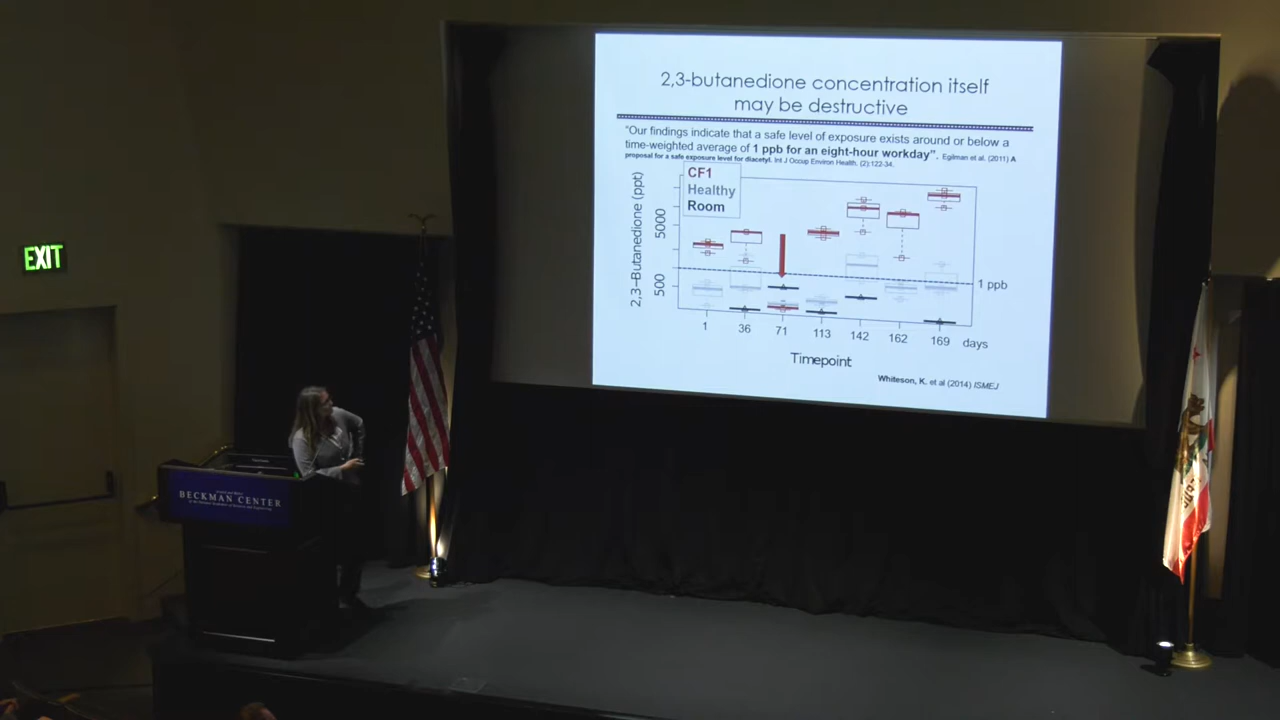 2,3-butanedione concentration itself
may be destructive
"Our findings indicate that a safe level of exposure exists around or below a
time-weighted average of 1 ppb for an eight-hour workday". Egilman et al. (2011) A
proposal for a safe exposure level for diacetyl. Int J Occup Environ Health. (2):122-34.
CF1
Healthy
Room
2,3-Butanedione (ppt)
5000
500
1 ppb
1 36 71 113 142 162 169 days
Timepoint
Whiteson, K. et al (2014) ISMEJ
EXIT
BECKMAN CENTER